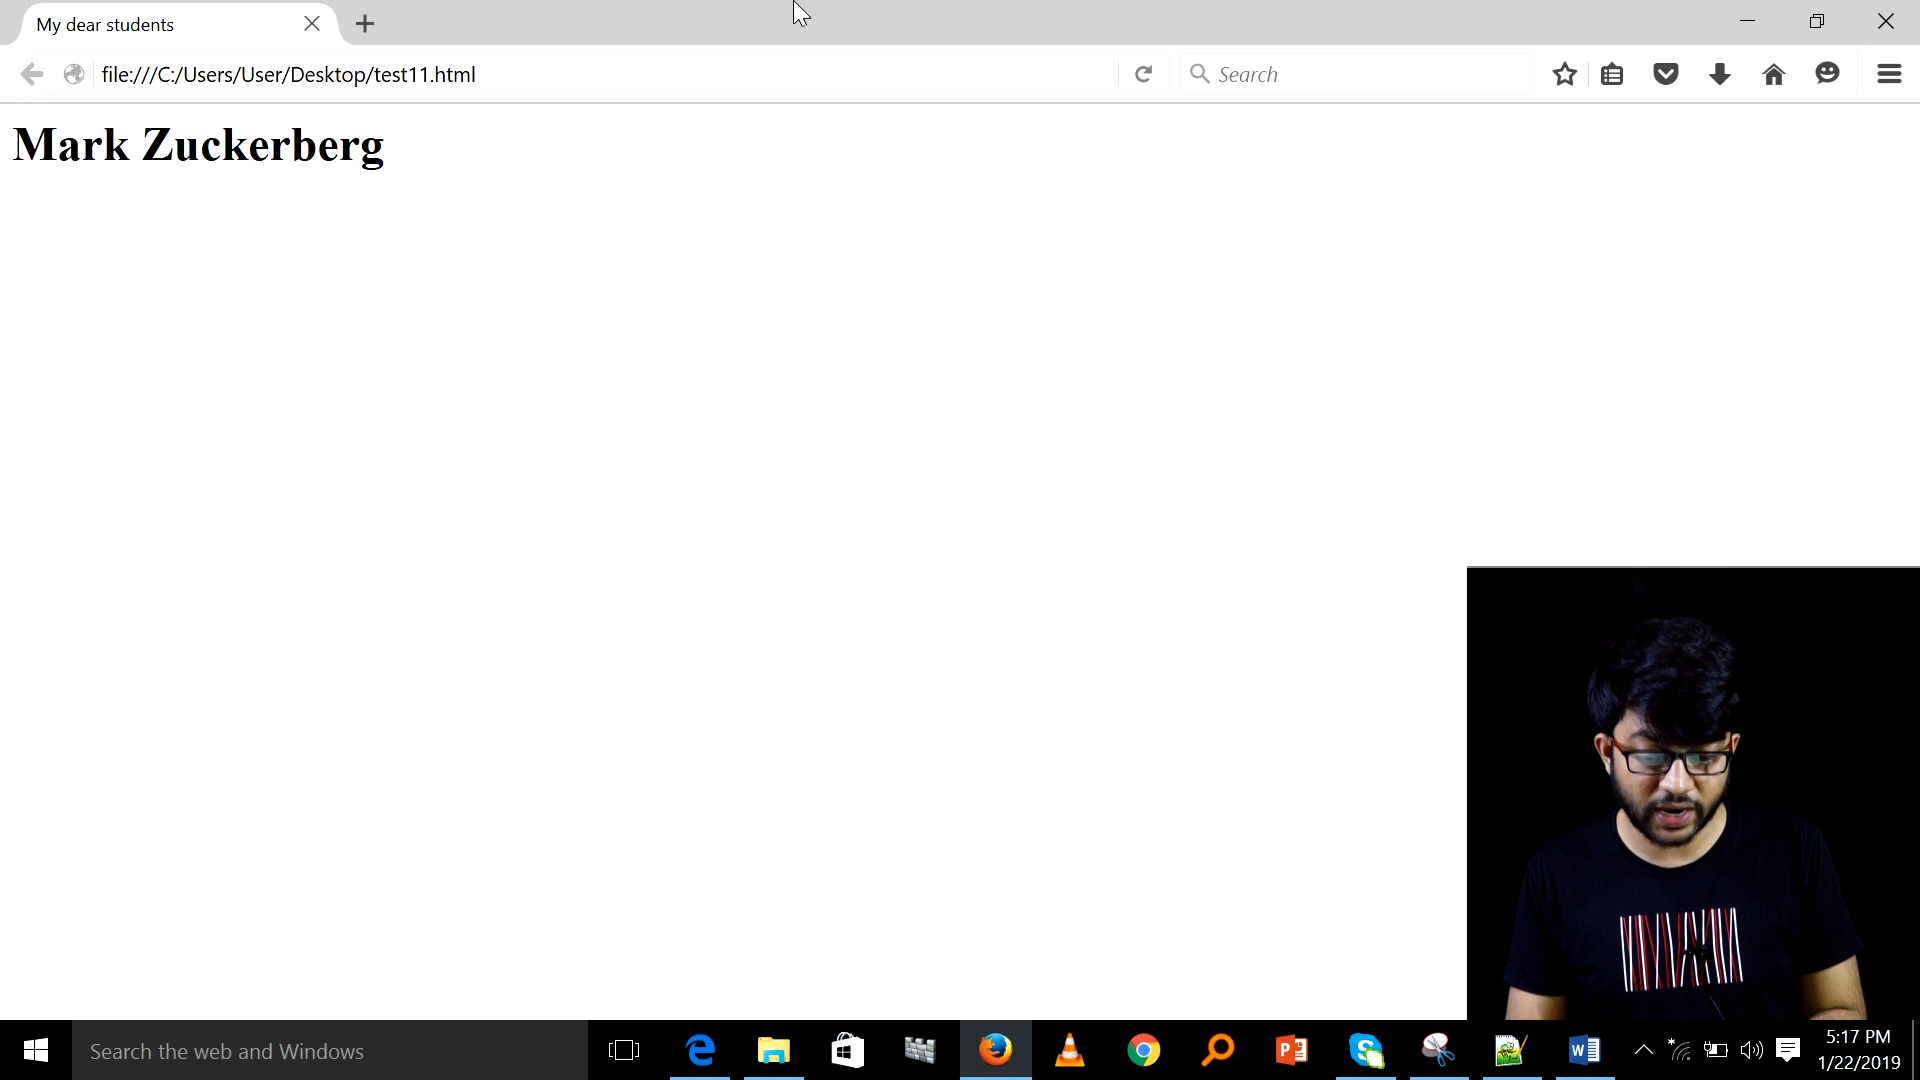 My dear students
file:///C:/Users/User/Desktop/test11.html
Search
Mark Zuckerberg
Search the web and Windows
5:17 PM
1/22/2019